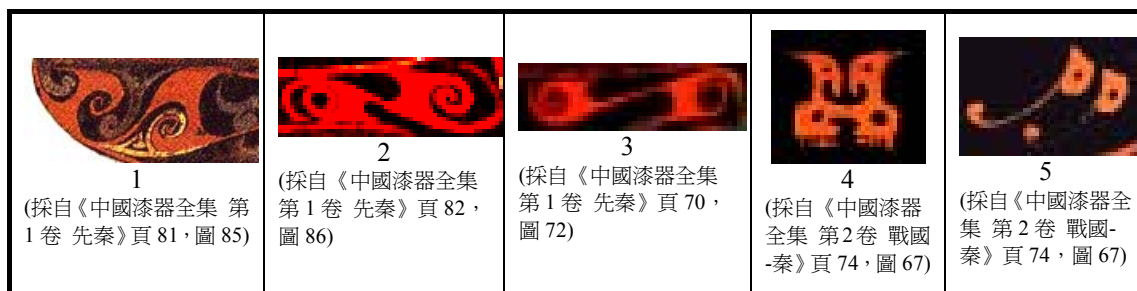 1
(採自《中國漆器全集 第
1 卷 先秦》頁 81，圖 85)
2
(採自《中國漆器全集
第 1 卷 先秦》頁 82，
圖 86)
3
(採自《中國漆器全集
第 1 卷 先秦》頁 70，
圖 72)
4
(採自《中國漆器
全集 第 2 卷 戰國
-秦》頁 74，圖 67)
5
(採自《中國漆器全
集 第 2 卷 戰國-
秦》頁 74，圖 67)